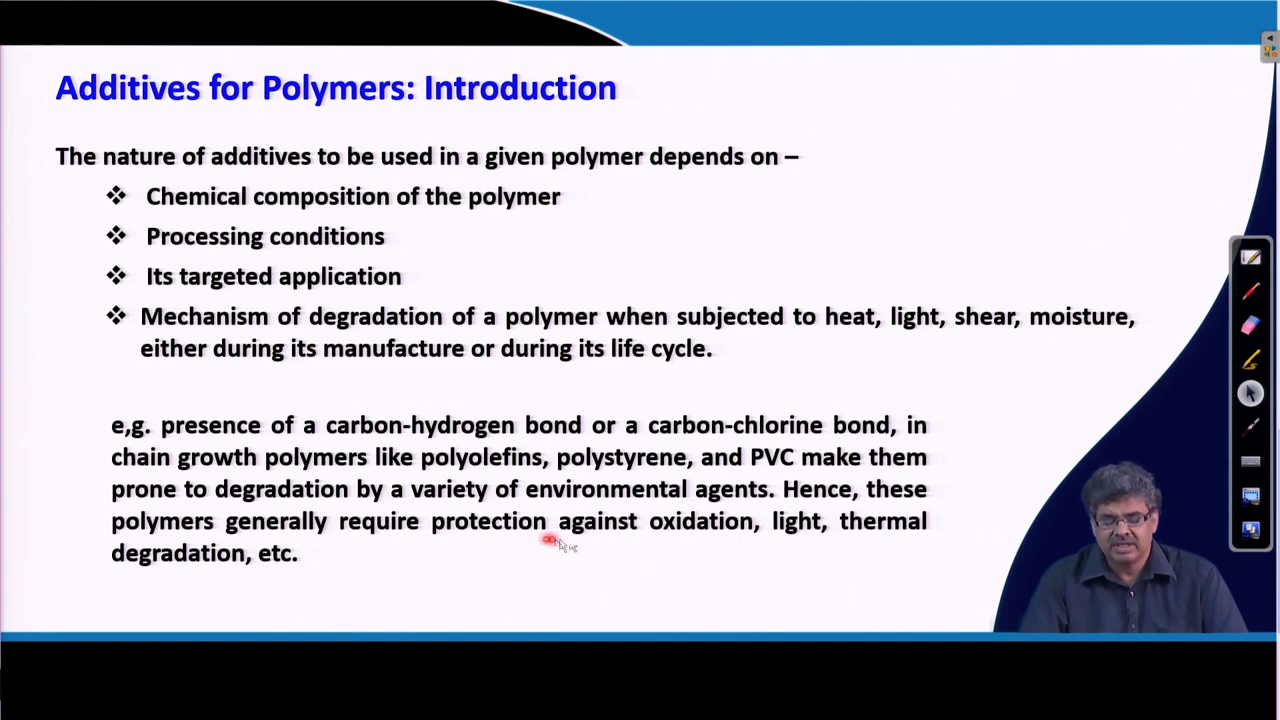 Additives for Polymers: Introduction
The nature of additives to be used in a given polymer depends on –
❖ Chemical composition of the polymer
❖ Processing conditions
❖ Its targeted application
❖ Mechanism of degradation of a polymer when subjected to heat, light, shear, moisture,
either during its manufacture or during its life cycle.
e,g. presence of a carbon-hydrogen bond or a carbon-chlorine bond, in
chain growth polymers like polyolefins, polystyrene, and PVC make them
prone to degradation by a variety of environmental agents. Hence, these
polymers generally require protection against oxidation, light, thermal
degradation, etc.